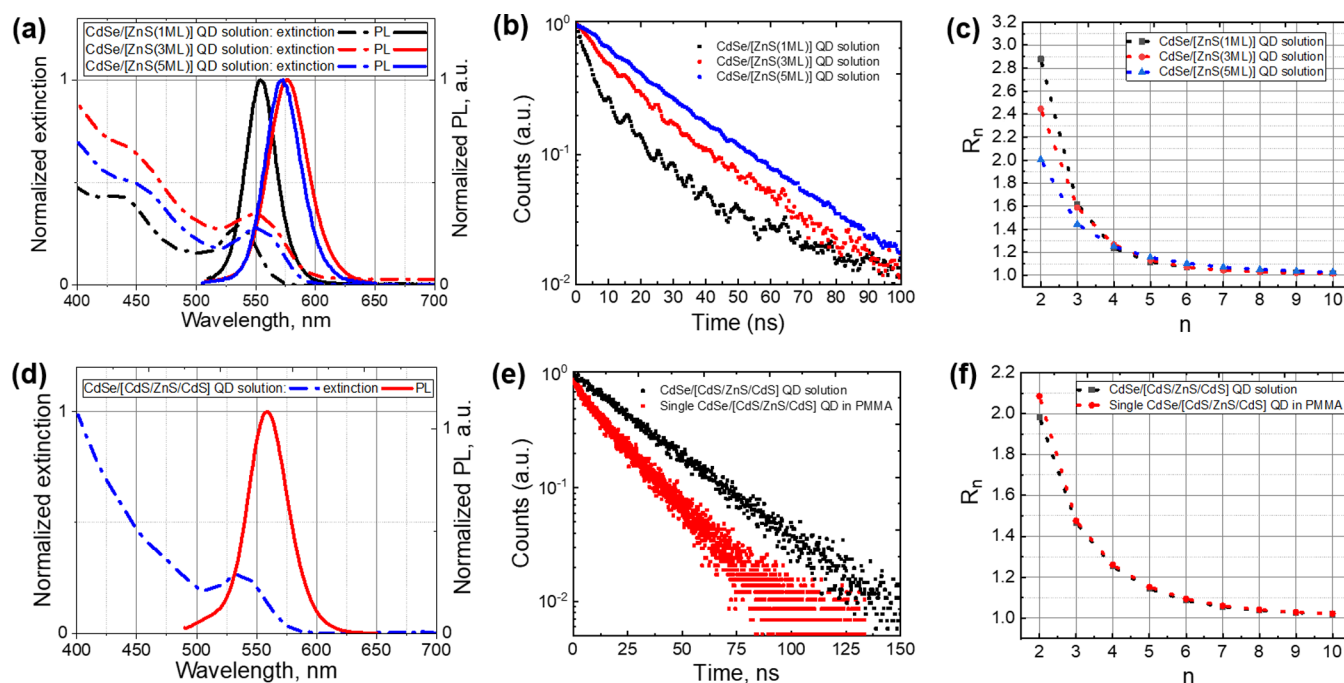 (a)
CdSe/[ZnS(1ML)] QD solution: extinction PL
CdSe/[ZnS(3ML)] QD solution: extinction PL
CdSe/[ZnS(5ML)] QD solution: extinction PL
Normalized extinction
1
0
1
0
Normalized PL, a.u.
400 450 500 550 600 650 700
Wavelength, nm
(b)
CdSe/[ZnS(1ML)] QD solution
CdSe/[ZnS(3ML)] QD solution
CdSe/[ZnS(5ML)] QD solution
Counts (a.u.)
10⁰
10⁻¹
10⁻²
0 10 20 30 40 50 60 70 80 90 100
Time (ns)
(c)
CdSe/[ZnS(1ML)] QD solution
CdSe/[ZnS(3ML)] QD solution
CdSe/[ZnS(5ML)] QD solution
Rₙ
3.2
3.0
2.8
2.6
2.4
2.2
2.0
1.8
1.6
1.4
1.2
1.0
2 3 4 5 6 7 8 9 10
n
(d)
CdSe/[CdS/ZnS/CdS] QD solution: extinction PL
Normalized extinction
1
0
1
0
Normalized PL, a.u.
400 450 500 550 600 650 700
Wavelength, nm
(e)
CdSe/[CdS/ZnS/CdS] QD solution
Single CdSe/[CdS/ZnS/CdS] QD in PMMA
Counts (a.u.)
10⁰
10⁻¹
10⁻²
0 25 50 75 100 125 150
Time, ns
(f)
CdSe/[CdS/ZnS/CdS] QD solution
Single CdSe/[CdS/ZnS/CdS] QD in PMMA
Rₙ
2.2
2.0
1.8
1.6
1.4
1.2
1.0
2 3 4 5 6 7 8 9 10
n